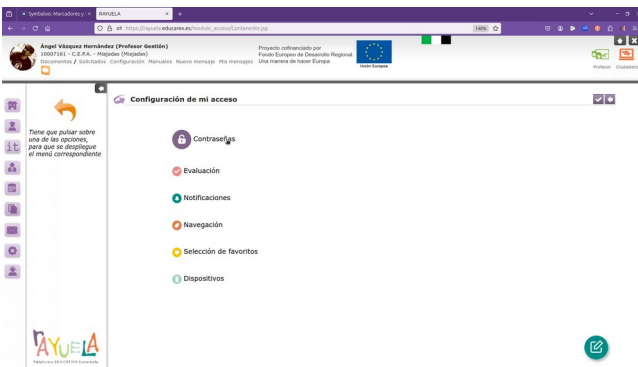 Symbaloo: Marcadores y
RAYUELA
https://rayuela.educarex.es/modulo_acceso/Contenedor.jsp
140%
Ángel Vázquez Hernández (Profesor Gestión)
10007161 - C.E.P.A. - Miajadas (Miajadas)
Documentos / Solicitados Configuración Manuales Nuevo mensaje Mis mensajes
Proyecto cofinanciado por
Fondo Europeo de Desarrollo Regional
Una manera de hacer Europa
Unión Europea
Profesor
Ciudadano
Configuración de mi acceso
Tiene que pulsar sobre
una de las opciones,
para que se despliegue
el menú correspondiente
it
Contraseñas
Evaluación
Notificaciones
Navegación
Selección de favoritos
Dispositivos
RAYUELA
Plataforma EDUCATIVA Extremeña